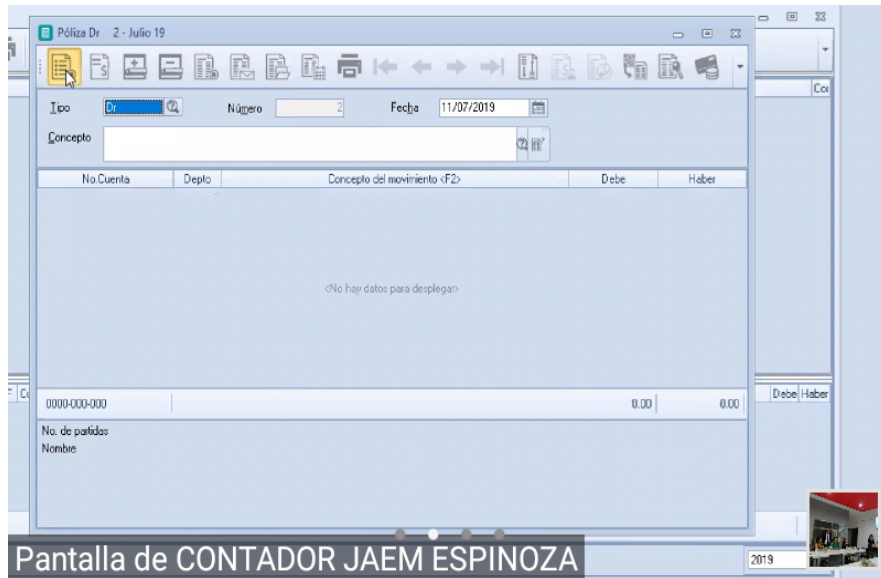 Póliza Dr 2 - Julio 19
Tipo Dr Número 2 Fecha 11/07/2019
Concepto
No.Cuenta Depto Concepto del movimiento <F2> Debe Haber
<No hay datos para desplegar>
0000-000-000 0.00 0.00
Debe Haber
No. de partidas
Nombre
Pantalla de CONTADOR JAEM ESPINOZA
2019